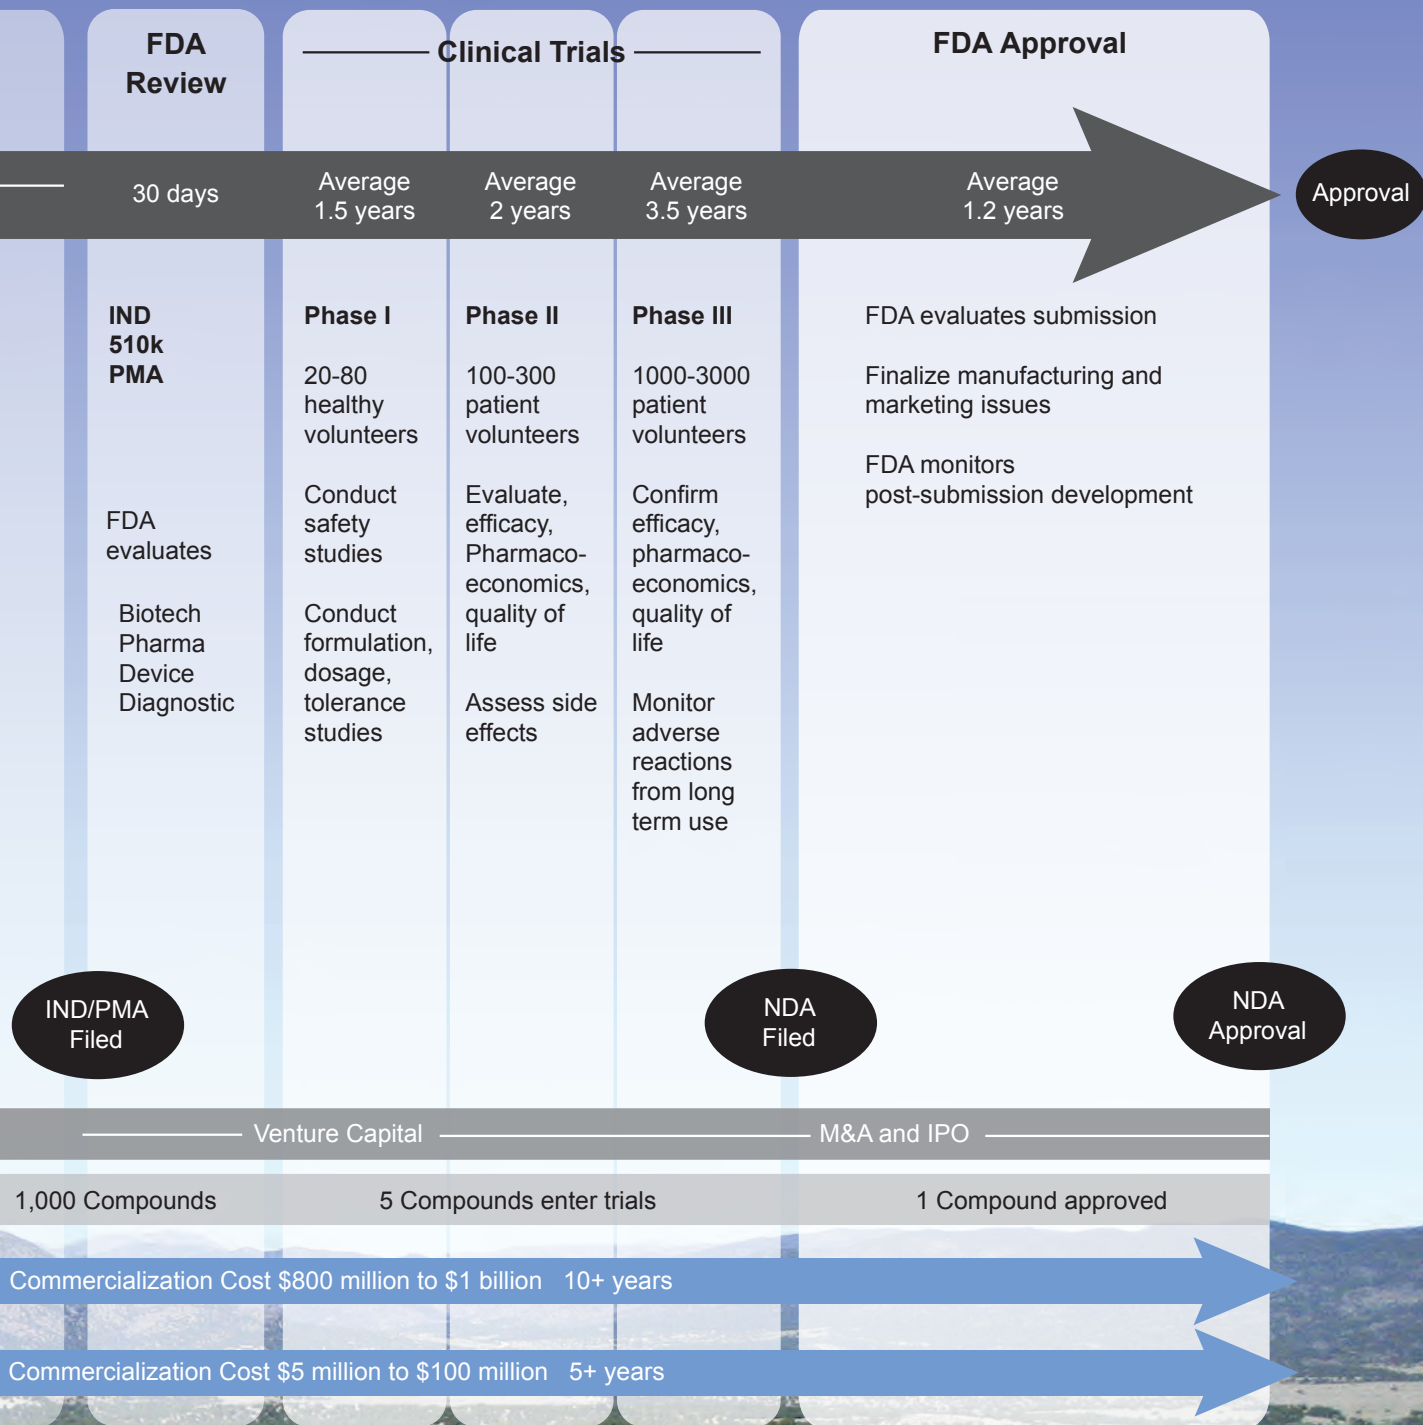 FDA
Review
Clinical Trials
FDA Approval
30 days
Average
1.5 years
Average
2 years
Average
3.5 years
Average
1.2 years
Approval
IND
510k
PMA
FDA
evaluates
Biotech
Pharma
Device
Diagnostic
Phase I
20-80
healthy
volunteers
Conduct
safety
studies
Conduct
formulation,
dosage,
tolerance
studies
Phase II
100-300
patient
volunteers
Evaluate,
efficacy,
Pharmaco-
economics,
quality of
life
Assess side
effects
Phase III
1000-3000
patient
volunteers
Confirm
efficacy,
pharmaco-
economics,
quality of
life
Monitor
adverse
reactions
from long
term use
FDA evaluates submission
Finalize manufacturing and
marketing issues
FDA monitors
post-submission development
IND/PMA
Filed
NDA
Filed
NDA
Approval
Venture Capital
M&A and IPO
1,000 Compounds
5 Compounds enter trials
1 Compound approved
Commercialization Cost $800 million to $1 billion 10+ years
Commercialization Cost $5 million to $100 million 5+ years